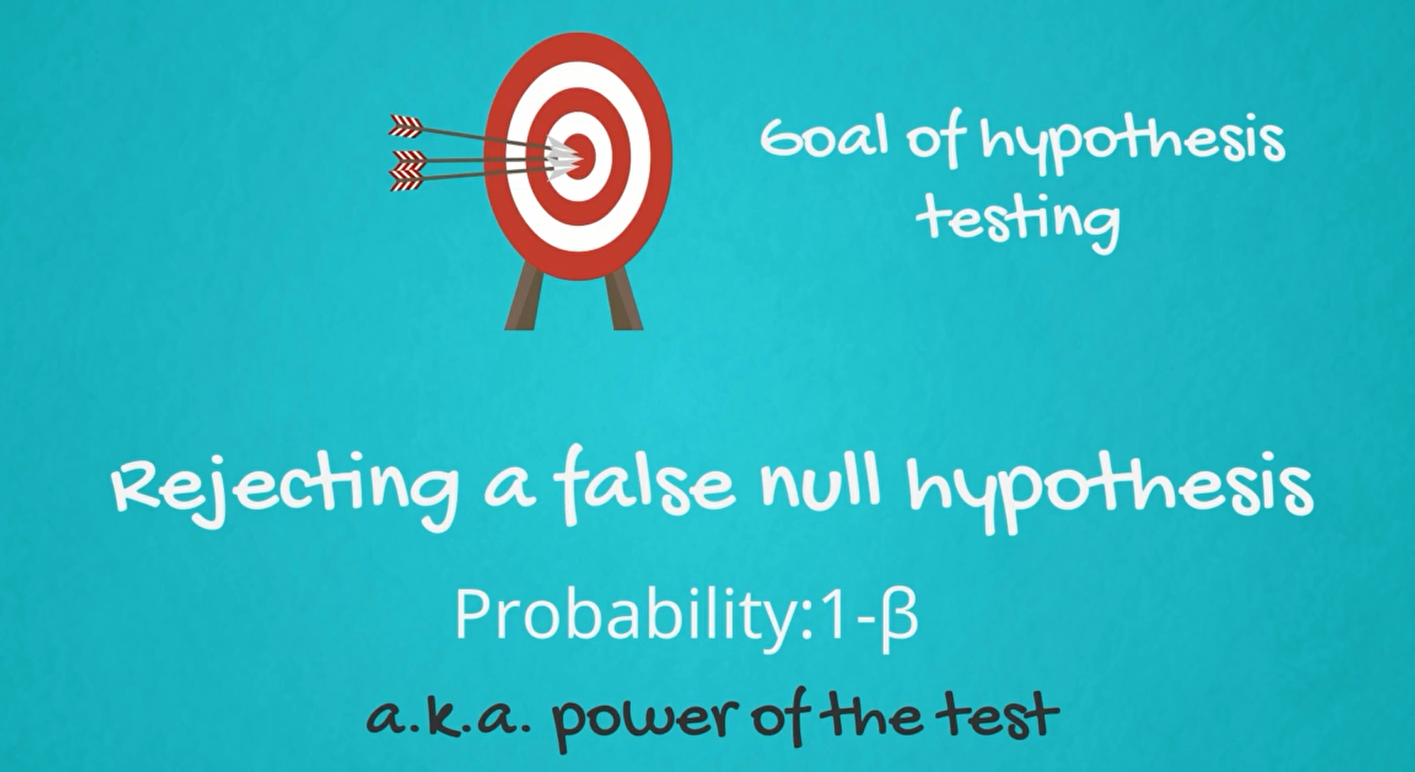 Goal of hypothesis
testing
Rejecting a false null hypothesis
Probability:1-β
a.k.a. power of the test